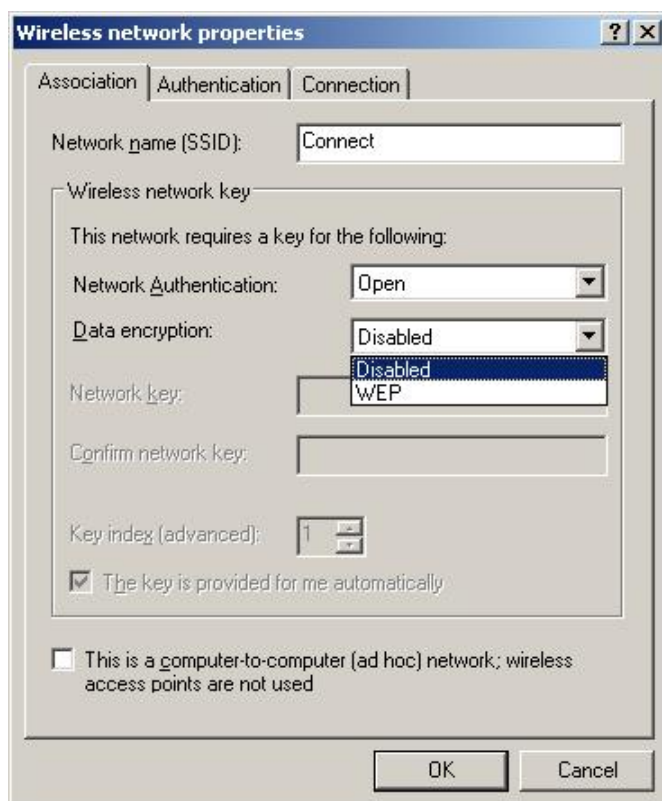 Wireless network properties
Association Authentication Connection
Network name (SSID): Connect
Wireless network key
This network requires a key for the following:
Network Authentication: Open
Data encryption: Disabled
Disabled
WEP
Network key:
Confirm network key:
Key index (advanced): 1
The key is provided for me automatically
This is a computer-to-computer (ad hoc) network; wireless
access points are not used
OK Cancel